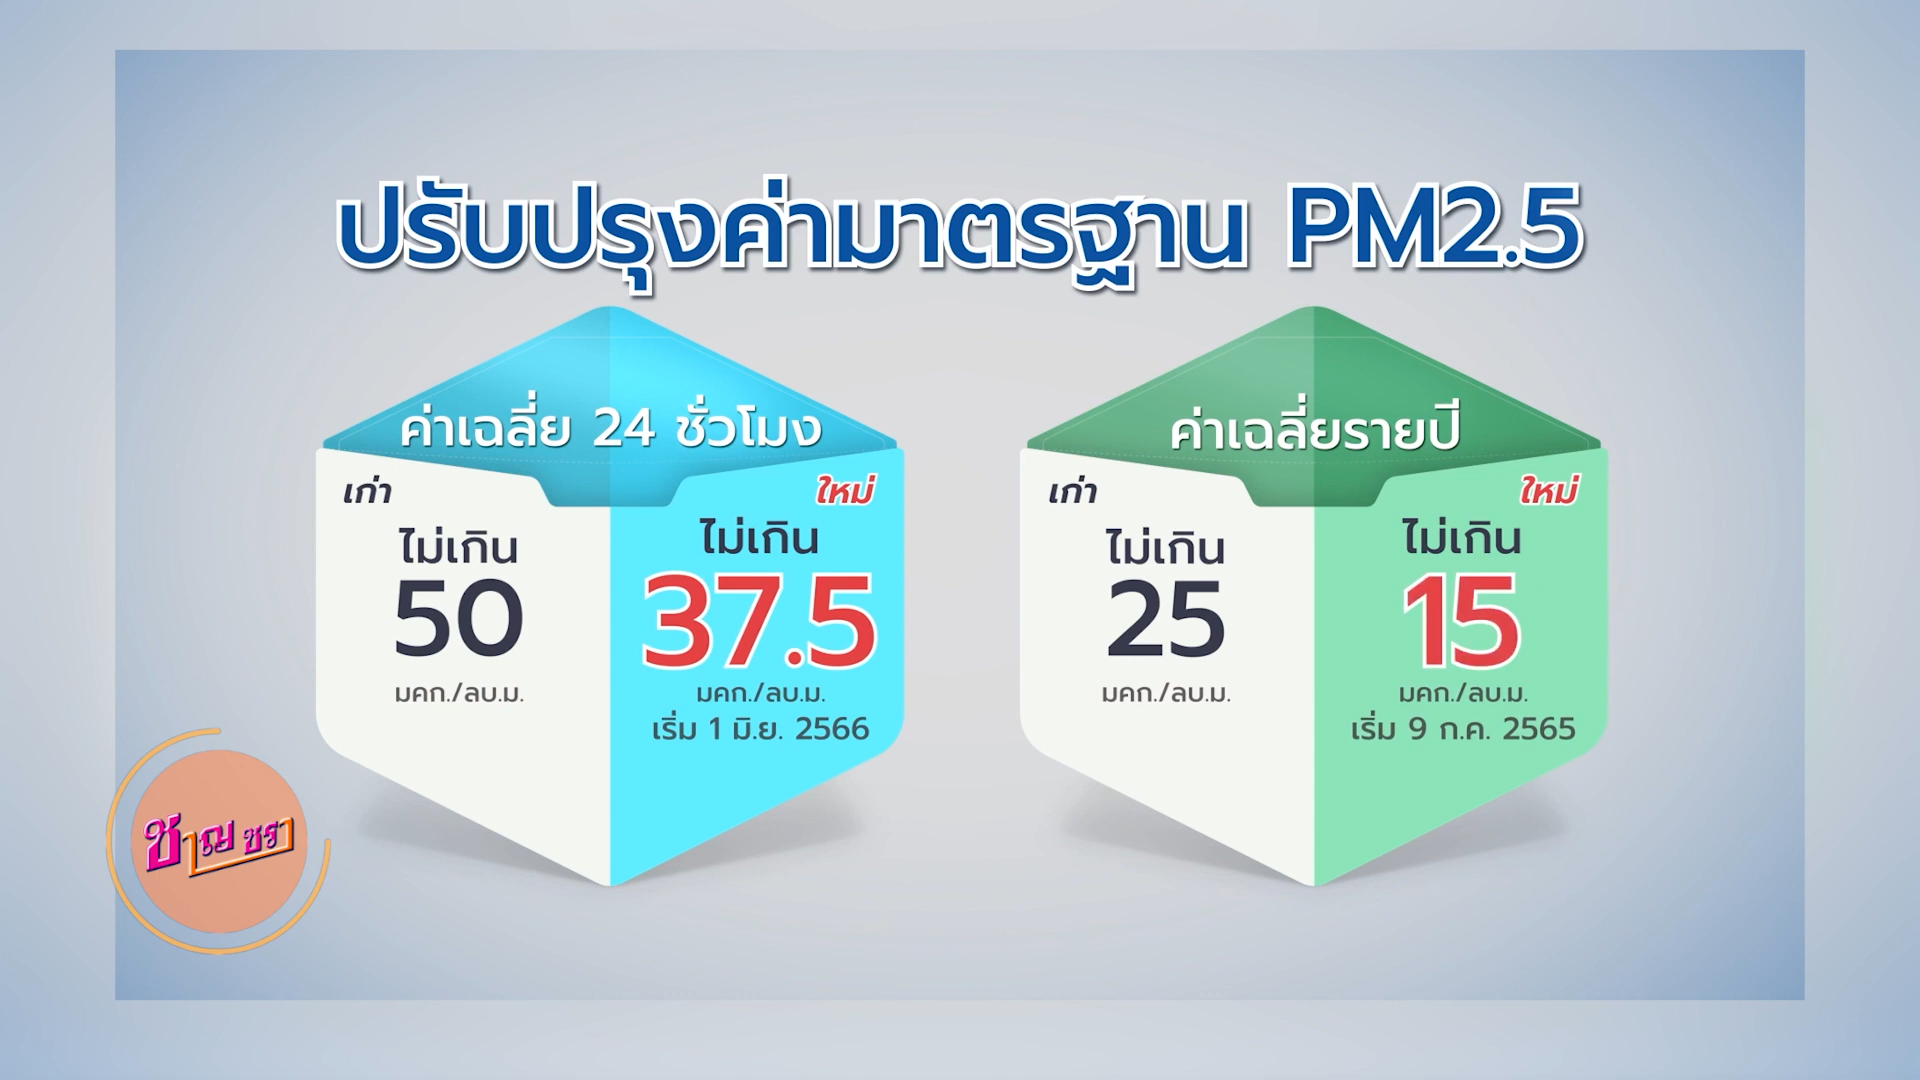 ปรับปรุงค่ามาตรฐาน PM2.5
ค่าเฉลี่ย 24 ชั่วโมง
เก่า
ไม่เกิน
50
มคก./ลบ.ม.
ใหม่
ไม่เกิน
37.5
มคก./ลบ.ม.
เริ่ม 1 มิ.ย. 2566
ค่าเฉลี่ยรายปี
เก่า
ไม่เกิน
25
มคก./ลบ.ม.
ใหม่
ไม่เกิน
15
มคก./ลบ.ม.
เริ่ม 9 ก.ค. 2565
ชาญ ชรา